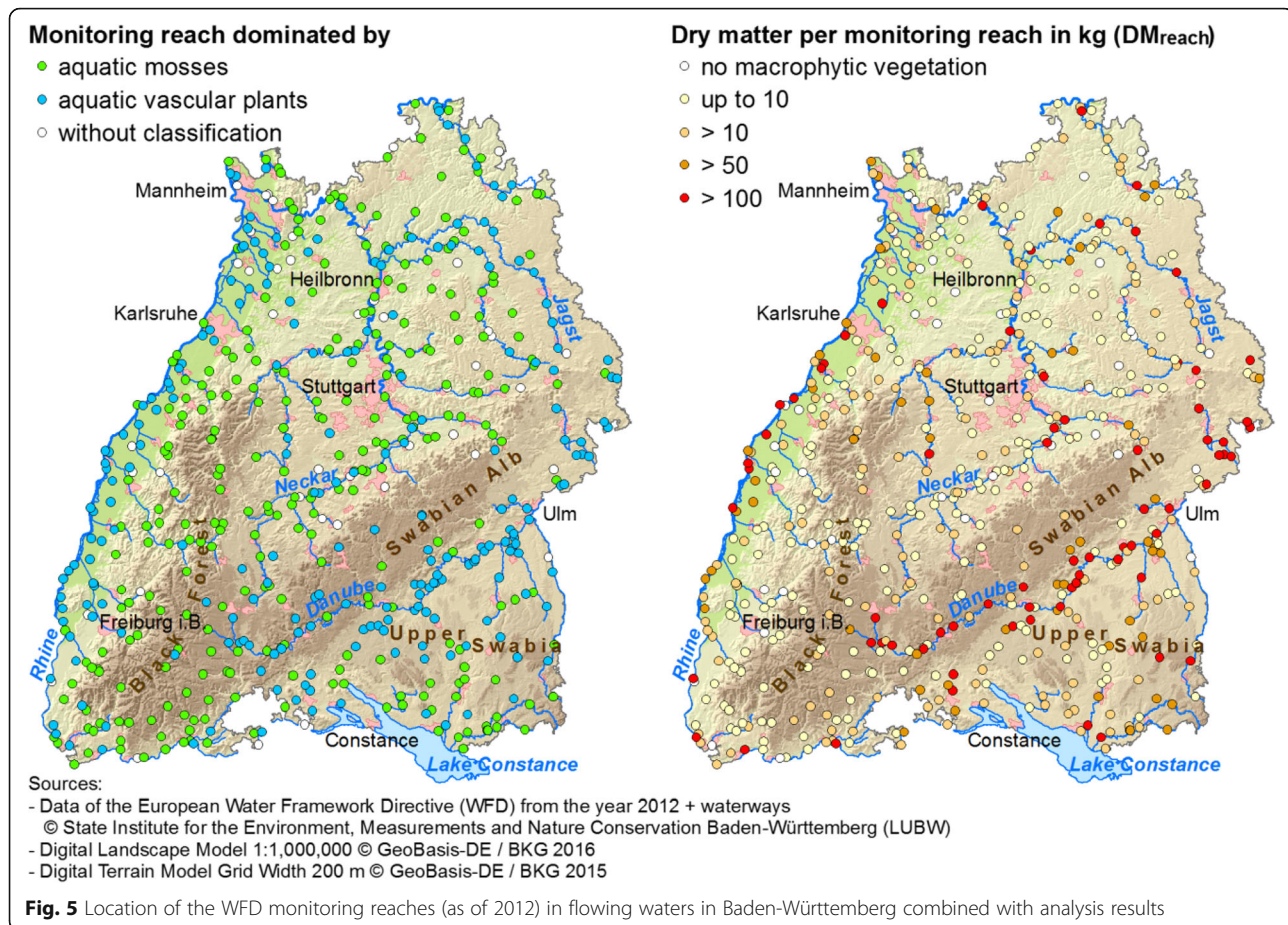 Monitoring reach dominated by
aquatic mosses
aquatic vascular plants
without classification
Mannheim
Heilbronn
Karlsruhe
Jagst
Stuttgart
Neckar
Swabian Alb
Ulm
Black Forest
Danube
Freiburg i.B.
Upper Swabia
Rhine
Constance
Lake Constance
Dry matter per monitoring reach in kg (DMreach)
no macrophytic vegetation
up to 10
> 10
> 50
> 100
Mannheim
Heilbronn
Karlsruhe
Jagst
Stuttgart
Neckar
Swabian Alb
Ulm
Black Forest
Danube
Freiburg i.B.
Upper Swabia
Rhine
Constance
Lake Constance
Sources:
- Data of the European Water Framework Directive (WFD) from the year 2012 + waterways
© State Institute for the Environment, Measurements and Nature Conservation Baden-Württemberg (LUBW)
- Digital Landscape Model 1:1,000,000 © GeoBasis-DE / BKG 2016
- Digital Terrain Model Grid Width 200 m © GeoBasis-DE / BKG 2015
Fig. 5 Location of the WFD monitoring reaches (as of 2012) in flowing waters in Baden-Württemberg combined with analysis results